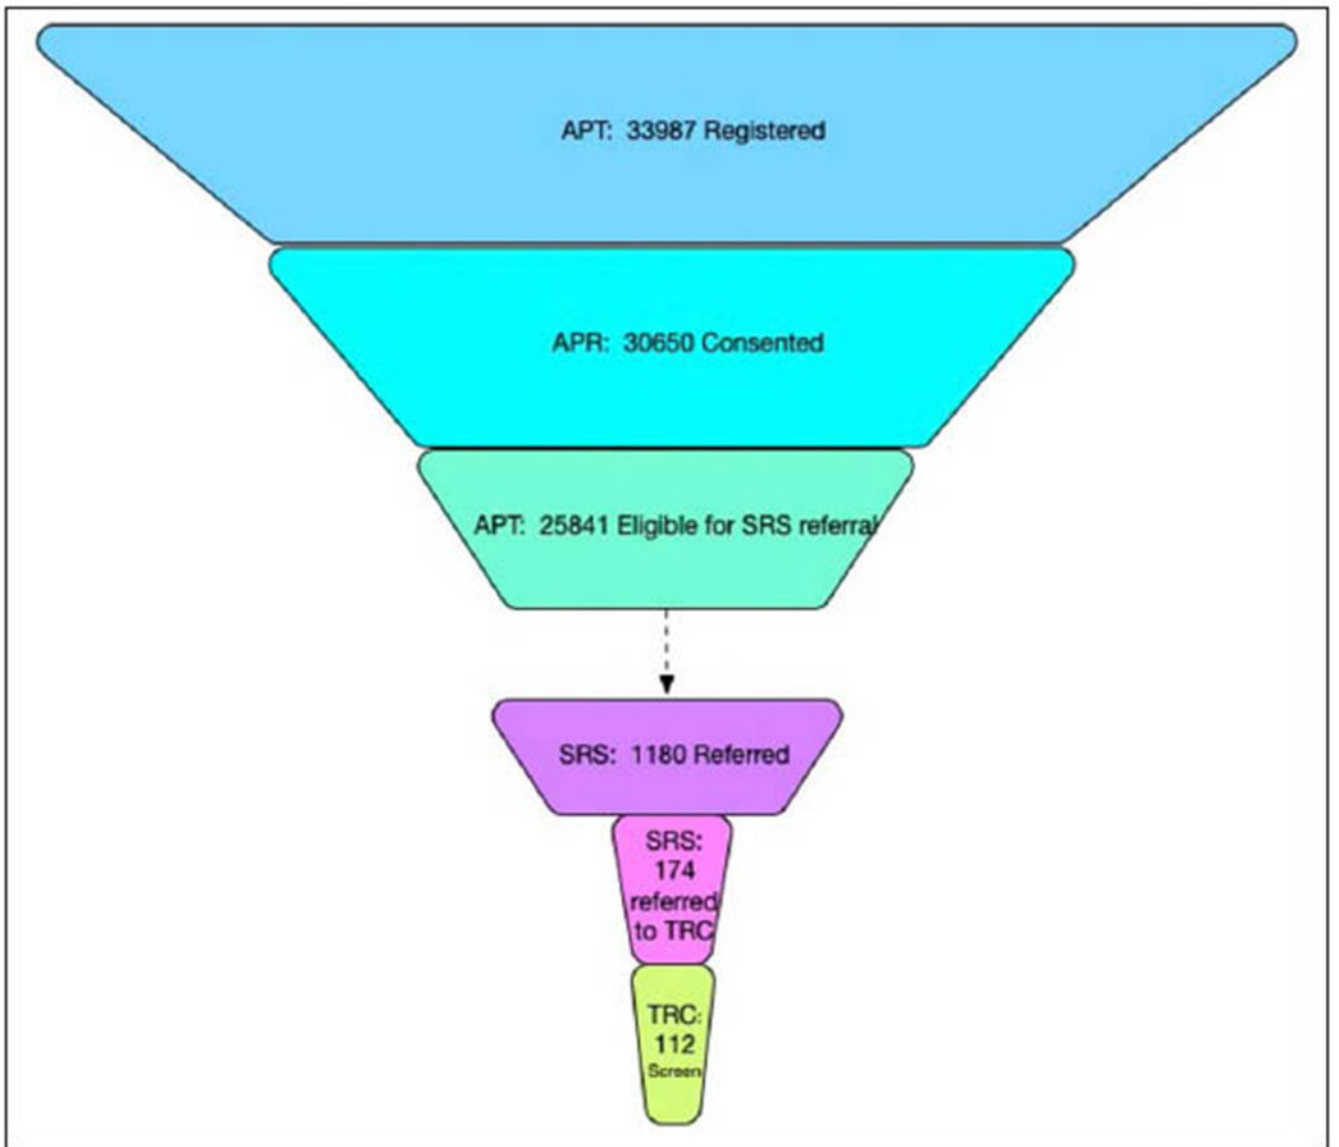 APT: 33987 Registered
APR: 30650 Consented
APT: 25841 Eligible for SRS referral
SRS: 1180 Referred
SRS:
174
referred
to TRC
TRC:
112
Screen